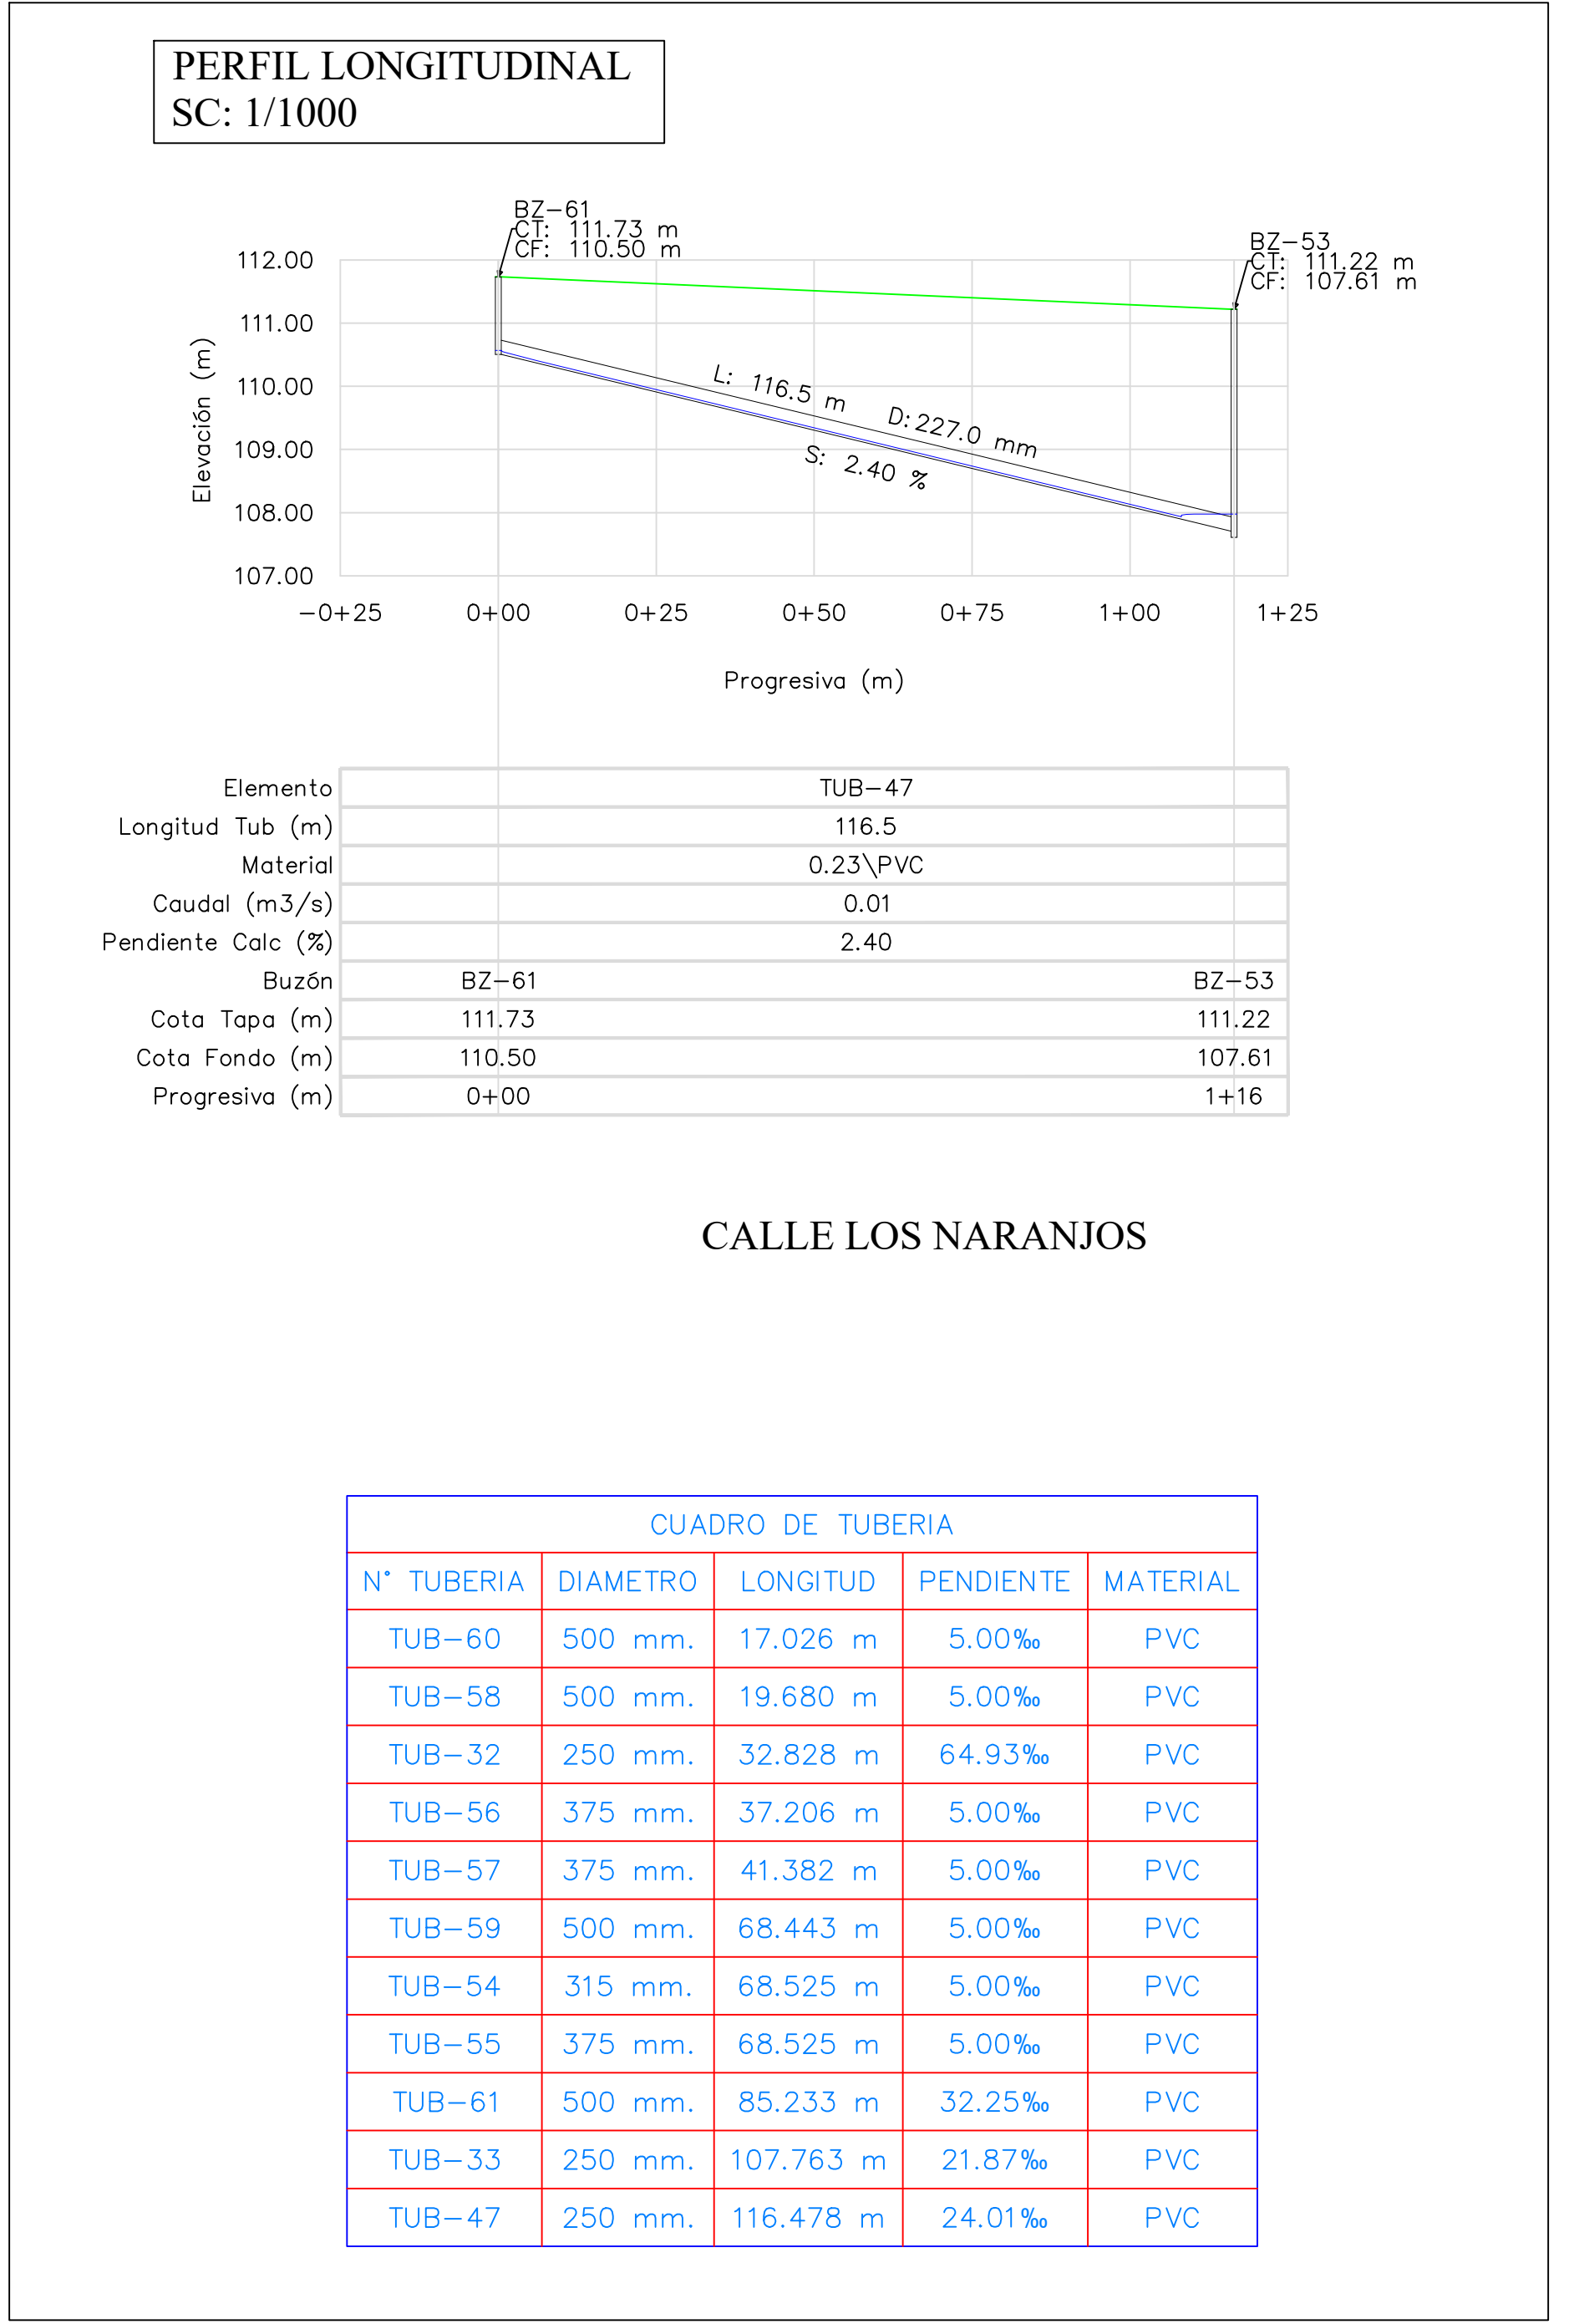 PERFIL LONGITUDINAL
SC: 1/1000
BZ-61
CT: 111.73 m
CF: 110.50 m
BZ-53
CT: 111.22 m
CF: 107.61 m
112.00
111.00
110.00
109.00
108.00
107.00
Elevación (m)
L: 116.5 m
D: 227.0 mm
S: 2.40 %
-0+25 0+00 0+25 0+50 0+75 1+00 1+25
Progresiva (m)
Elemento TUB-47
Longitud Tub (m) 116.5
Material 0.23\PVC
Caudal (m3/s) 0.01
Pendiente Calc (%) 2.40
Buzón BZ-61 BZ-53
Cota Tapa (m) 111.73 111.22
Cota Fondo (m) 110.50 107.61
Progresiva (m) 0+00 1+16
CALLE LOS NARANJOS
CUADRO DE TUBERIA
N° TUBERIA DIAMETRO LONGITUD PENDIENTE MATERIAL
TUB-60 500 mm. 17.026 m 5.00‰ PVC
TUB-58 500 mm. 19.680 m 5.00‰ PVC
TUB-32 250 mm. 32.828 m 64.93‰ PVC
TUB-56 375 mm. 37.206 m 5.00‰ PVC
TUB-57 375 mm. 41.382 m 5.00‰ PVC
TUB-59 500 mm. 68.443 m 5.00‰ PVC
TUB-54 315 mm. 68.525 m 5.00‰ PVC
TUB-55 375 mm. 68.525 m 5.00‰ PVC
TUB-61 500 mm. 85.233 m 32.25‰ PVC
TUB-33 250 mm. 107.763 m 21.87‰ PVC
TUB-47 250 mm. 116.478 m 24.01‰ PVC